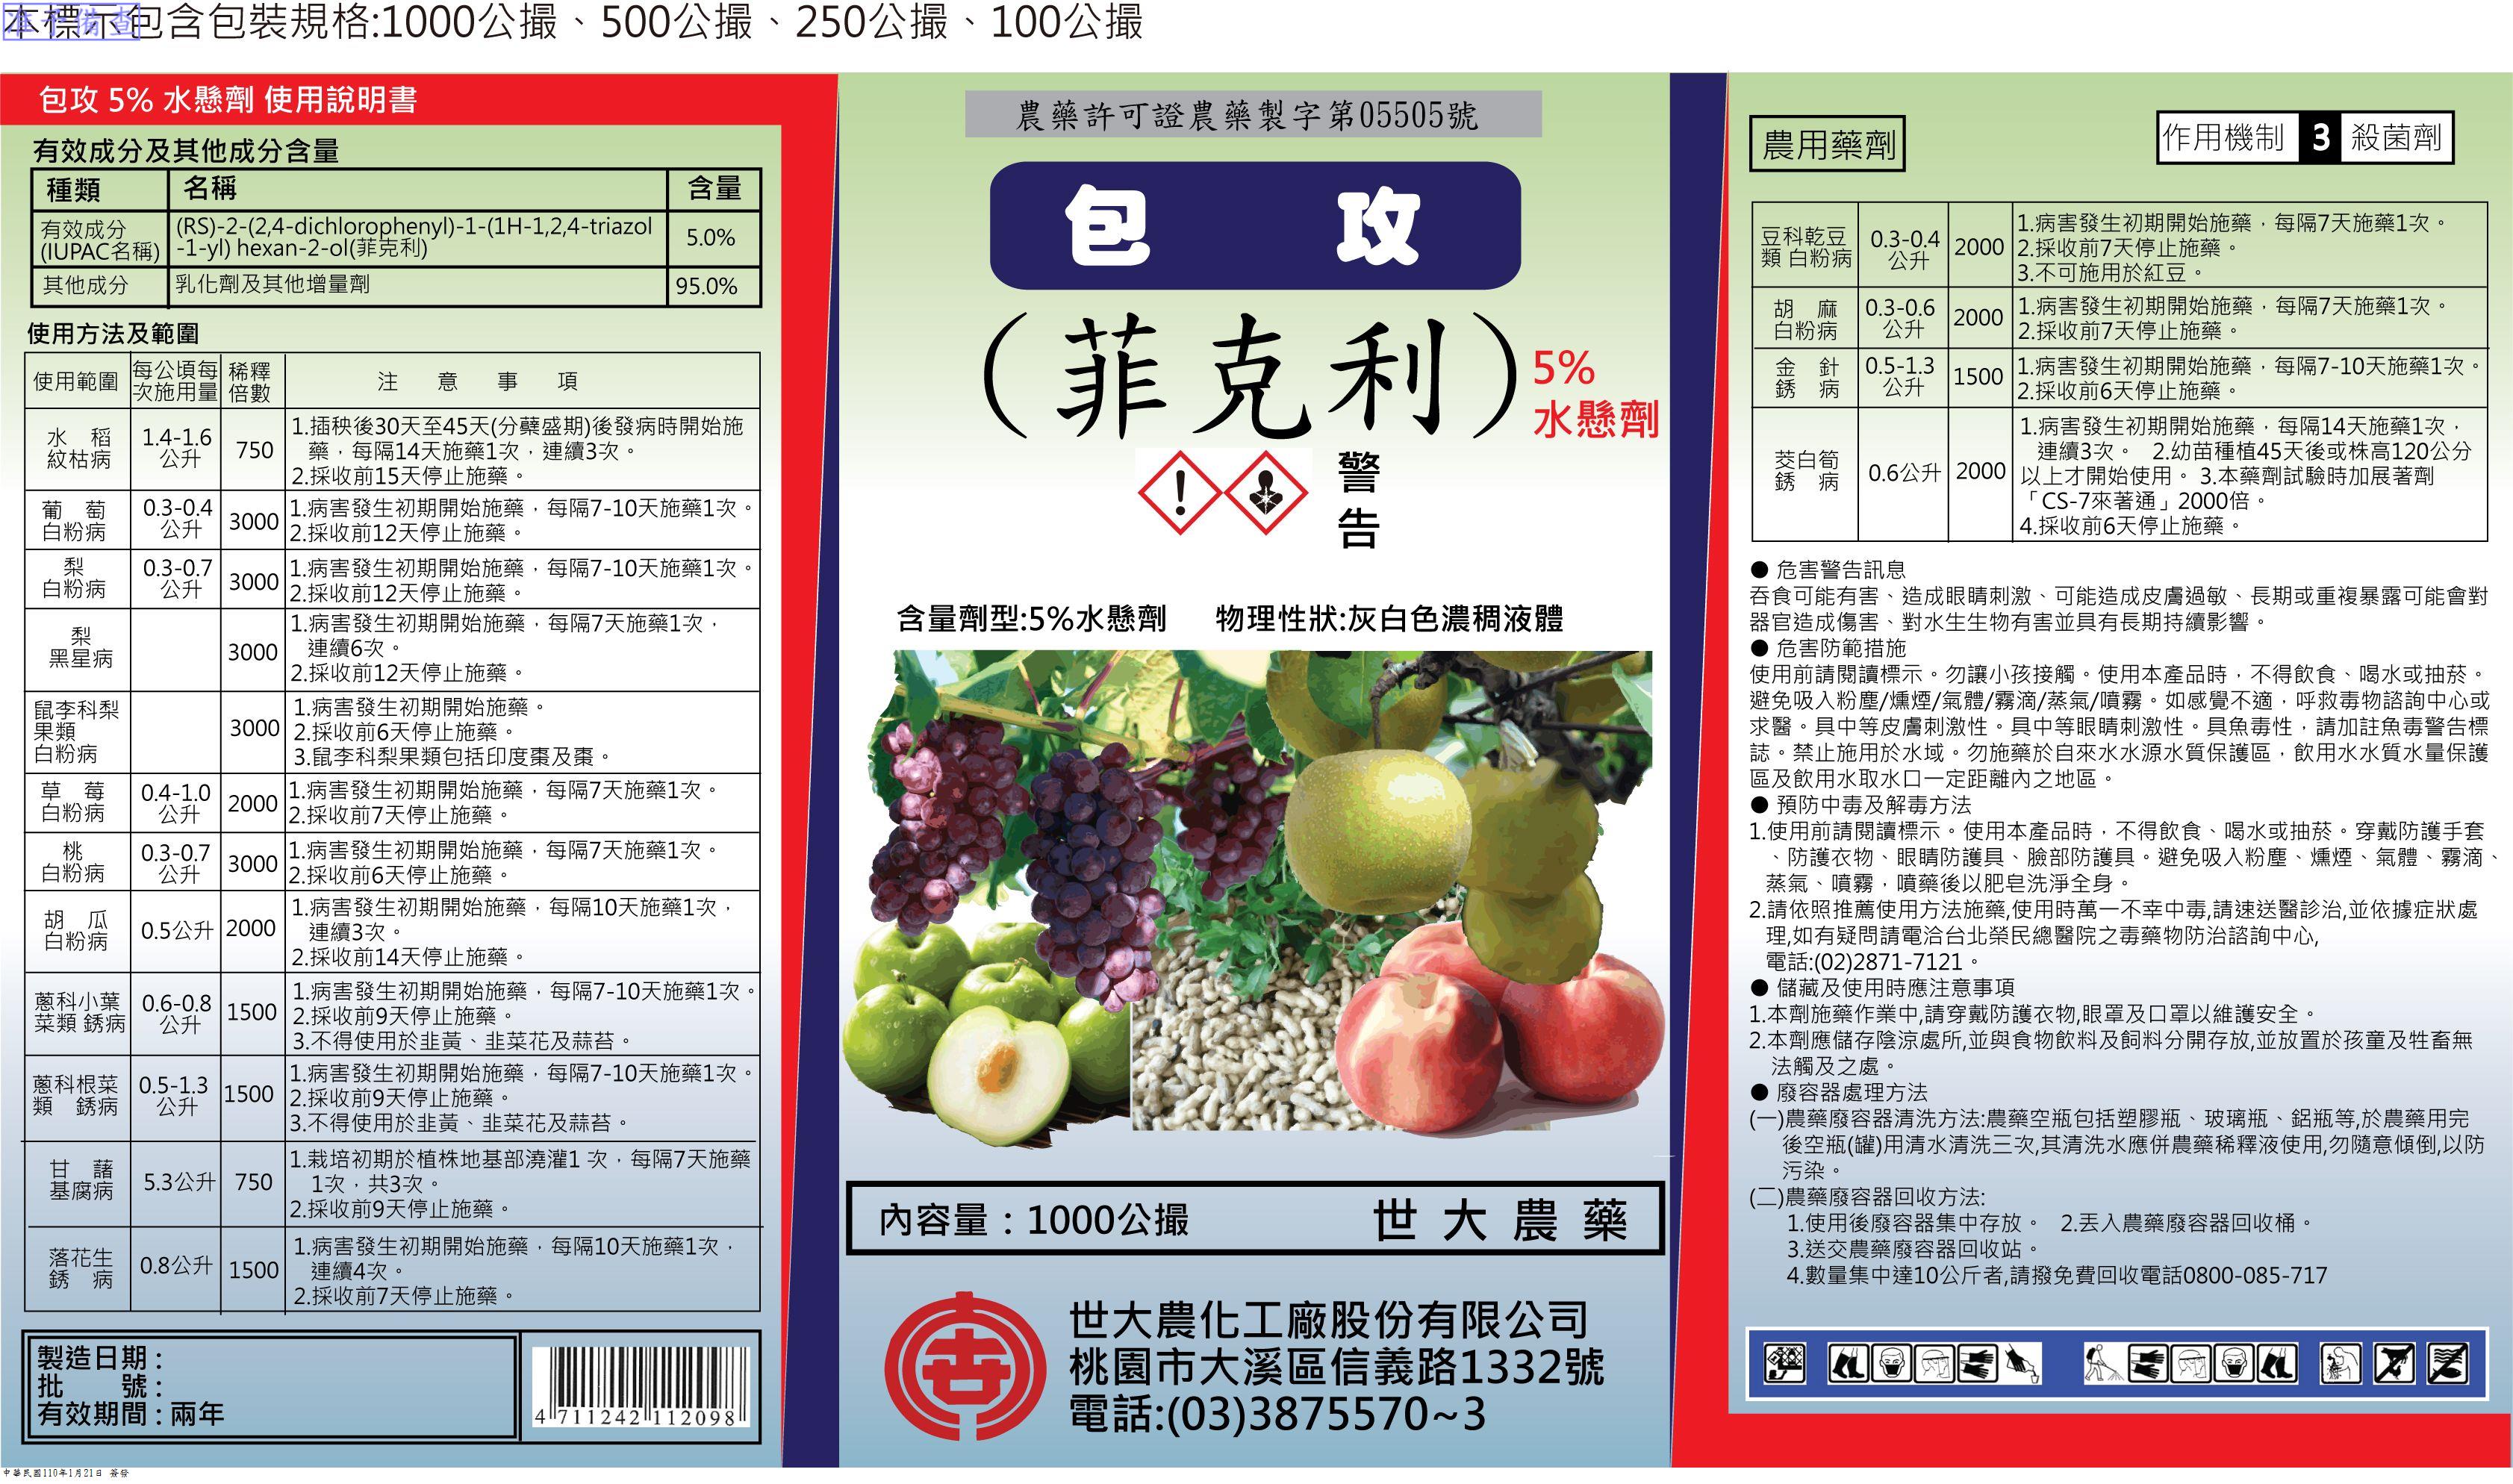 本標示包含包裝規格:1000公撮、500公撮、250公撮、100公撮
包攻 5% 水懸劑 使用說明書
有效成分及其他成分含量
種類 名稱 含量
有效成分 (IUPAC名稱) (RS)-2-(2,4-dichlorophenyl)-1-(1H-1,2,4-triazol
-1-yl) hexan-2-ol(菲克利) 5.0%
其他成分 乳化劑及其他增量劑 95.0%
使用方法及範圍
使用範圍 每公頃每次施用量 稀釋倍數 注意事項
水稻 紋枯病 1.4-1.6公升 750 1.插秧後30天至45天(分蘗盛期)後發病時開始施
藥，每隔14天施藥1次，連續3次。
2.採收前15天停止施藥。
葡萄 白粉病 0.3-0.4公升 3000 1.病害發生初期開始施藥，每隔7-10天施藥1次。
2.採收前12天停止施藥。
梨 白粉病 0.3-0.7公升 3000 1.病害發生初期開始施藥，每隔7-10天施藥1次。
2.採收前12天停止施藥。
梨 黑星病 3000 1.病害發生初期開始施藥，每隔7天施藥1次，
連續6次。
2.採收前12天停止施藥。
鼠李科梨果類 白粉病 3000 1.病害發生初期開始施藥。
2.採收前6天停止施藥。
3.鼠李科梨果類包括印度棗及棗。
草莓 白粉病 0.4-1.0公升 2000 1.病害發生初期開始施藥，每隔7天施藥1次。
2.採收前7天停止施藥。
桃 白粉病 0.3-0.7公升 3000 1.病害發生初期開始施藥，每隔7天施藥1次。
2.採收前6天停止施藥。
胡瓜 白粉病 0.5公升 2000 1.病害發生初期開始施藥，每隔10天施藥1次，
連續3次。
2.採收前14天停止施藥。
蔥科小葉菜類 銹病 0.6-0.8公升 1500 1.病害發生初期開始施藥，每隔7-10天施藥1次。
2.採收前9天停止施藥。
3.不得使用於韭黃、韭菜花及蒜苔。
蔥科根菜類 銹病 0.5-1.3公升 1500 1.病害發生初期開始施藥，每隔7-10天施藥1次。
2.採收前9天停止施藥。
3.不得使用於韭黃、韭菜花及蒜苔。
甘藷 基腐病 5.3公升 750 1.栽培初期於植株地基部澆灌1 次，每隔7天施藥
1次，共3次。
2.採收前9天停止施藥。
落花生 銹病 0.8公升 1500 1.病害發生初期開始施藥，每隔10天施藥1次，
連續4次。
2.採收前7天停止施藥。
製造日期：
批號：
有效期間：兩年
4 711242 112098
農藥許可證農藥製字第05505號
包攻
(菲克利)
5%
水懸劑
警告
含量劑型:5%水懸劑 物理性狀:灰白色濃稠液體
內容量：1000公撮 世大農藥
世大農化工廠股份有限公司
桃園市大溪區信義路1332號
電話:(03)3875570~3
農用藥劑
作用機制 3 殺菌劑
豆科乾豆類 白粉病 0.3-0.4公升 2000 1.病害發生初期開始施藥，每隔7天施藥1次。
2.採收前7天停止施藥。
3.不可施用於紅豆。
胡麻 白粉病 0.3-0.6公升 2000 1.病害發生初期開始施藥，每隔7天施藥1次。
2.採收前7天停止施藥。
金針 銹病 0.5-1.3公升 1500 1.病害發生初期開始施藥，每隔7-10天施藥1次。
2.採收前6天停止施藥。
茭白筍 銹病 0.6公升 2000 1.病害發生初期開始施藥，每隔14天施藥1次，
連續3次。 2.幼苗種植45天後或株高120公分
以上才開始使用。 3.本藥劑試驗時加展著劑
「CS-7來著通」2000倍。
4.採收前6天停止施藥。
● 危害警告訊息
吞食可能有害、造成眼睛刺激、可能造成皮膚過敏、長期或重複暴露可能會對
器官造成傷害、對水生生物有害並具有長期持續影響。
● 危害防範措施
使用前請閱讀標示。勿讓小孩接觸。使用本產品時，不得飲食、喝水或抽菸。
避免吸入粉塵/燻煙/氣體/霧滴/蒸氣/噴霧。如感覺不適，呼救毒物諮詢中心或
求醫。具中等皮膚刺激性。具中等眼睛刺激性。具魚毒性，請加註魚毒警告標
誌。禁止施用於水域。勿施藥於自來水水源水質保護區，飲用水水質水量保護
區及飲用水取水口一定距離內之地區。
● 預防中毒及解毒方法
1.使用前請閱讀標示。使用本產品時，不得飲食、喝水或抽菸。穿戴防護手套
、防護衣物、眼睛防護具、臉部防護具。避免吸入粉塵、燻煙、氣體、霧滴、
蒸氣、噴霧，噴藥後以肥皂洗淨全身。
2.請依照推薦使用方法施藥,使用時萬一不幸中毒,請速送醫診治,並依據症狀處
理,如有疑問請電洽台北榮民總醫院之毒藥物防治諮詢中心,
電話:(02)2871-7121。
● 儲藏及使用時應注意事項
1.本劑施藥作業中,請穿戴防護衣物,眼罩及口罩以維護安全。
2.本劑應儲存陰涼處所,並與食物飲料及飼料分開存放,並放置於孩童及牲畜無
法觸及之處。
● 廢容器處理方法
(一)農藥廢容器清洗方法:農藥空瓶包括塑膠瓶、玻璃瓶、鋁瓶等,於農藥用完
後空瓶(罐)用清水清洗三次,其清洗水應併農藥稀釋液使用,勿隨意傾倒,以防
污染。
(二)農藥廢容器回收方法:
1.使用後廢容器集中存放。 2.丟入農藥廢容器回收桶。
3.送交農藥廢容器回收站。
4.數量集中達10公斤者,請撥免費回收電話0800-085-717
中華民國110年1月21日 簽發